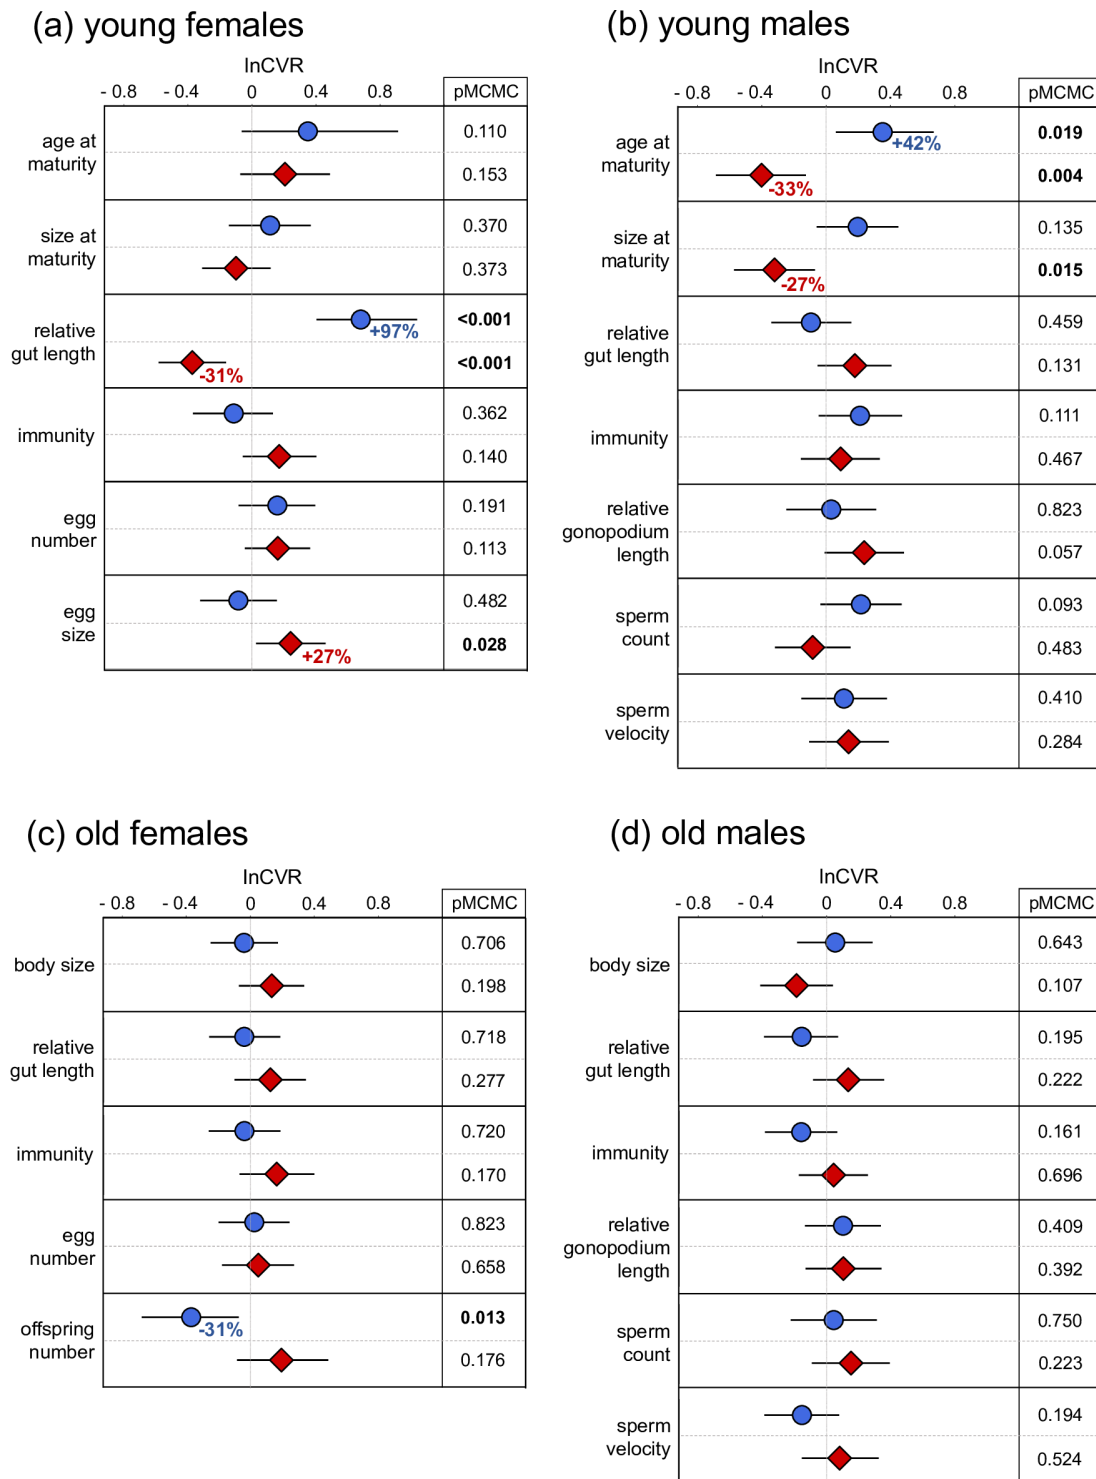 (a) young females
lnCVR
- 0.8 - 0.4 0 0.4 0.8 pMCMC
age at
maturity
0.110
0.153
size at
maturity
0.370
0.373
relative
gut length
+97%
<0.001
-31%
<0.001
immunity
0.362
0.140
egg
number
0.191
0.113
egg
size
0.482
+27%
0.028
(b) young males
lnCVR
- 0.8 - 0.4 0 0.4 0.8 pMCMC
age at
maturity
+42%
0.019
-33%
0.004
size at
maturity
0.135
-27%
0.015
relative
gut length
0.459
0.131
immunity
0.111
0.467
relative
gonopodium
length
0.823
0.057
sperm
count
0.093
0.483
sperm
velocity
0.410
0.284
(c) old females
lnCVR
- 0.8 - 0.4 0 0.4 0.8 pMCMC
body size
0.706
0.198
relative
gut length
0.718
0.277
immunity
0.720
0.170
egg
number
0.823
0.658
offspring
number
-31%
0.013
0.176
(d) old males
lnCVR
- 0.8 - 0.4 0 0.4 0.8 pMCMC
body size
0.643
0.107
relative
gut length
0.195
0.222
immunity
0.161
0.696
relative
gonopodium
length
0.409
0.392
sperm
count
0.750
0.223
sperm
velocity
0.194
0.524